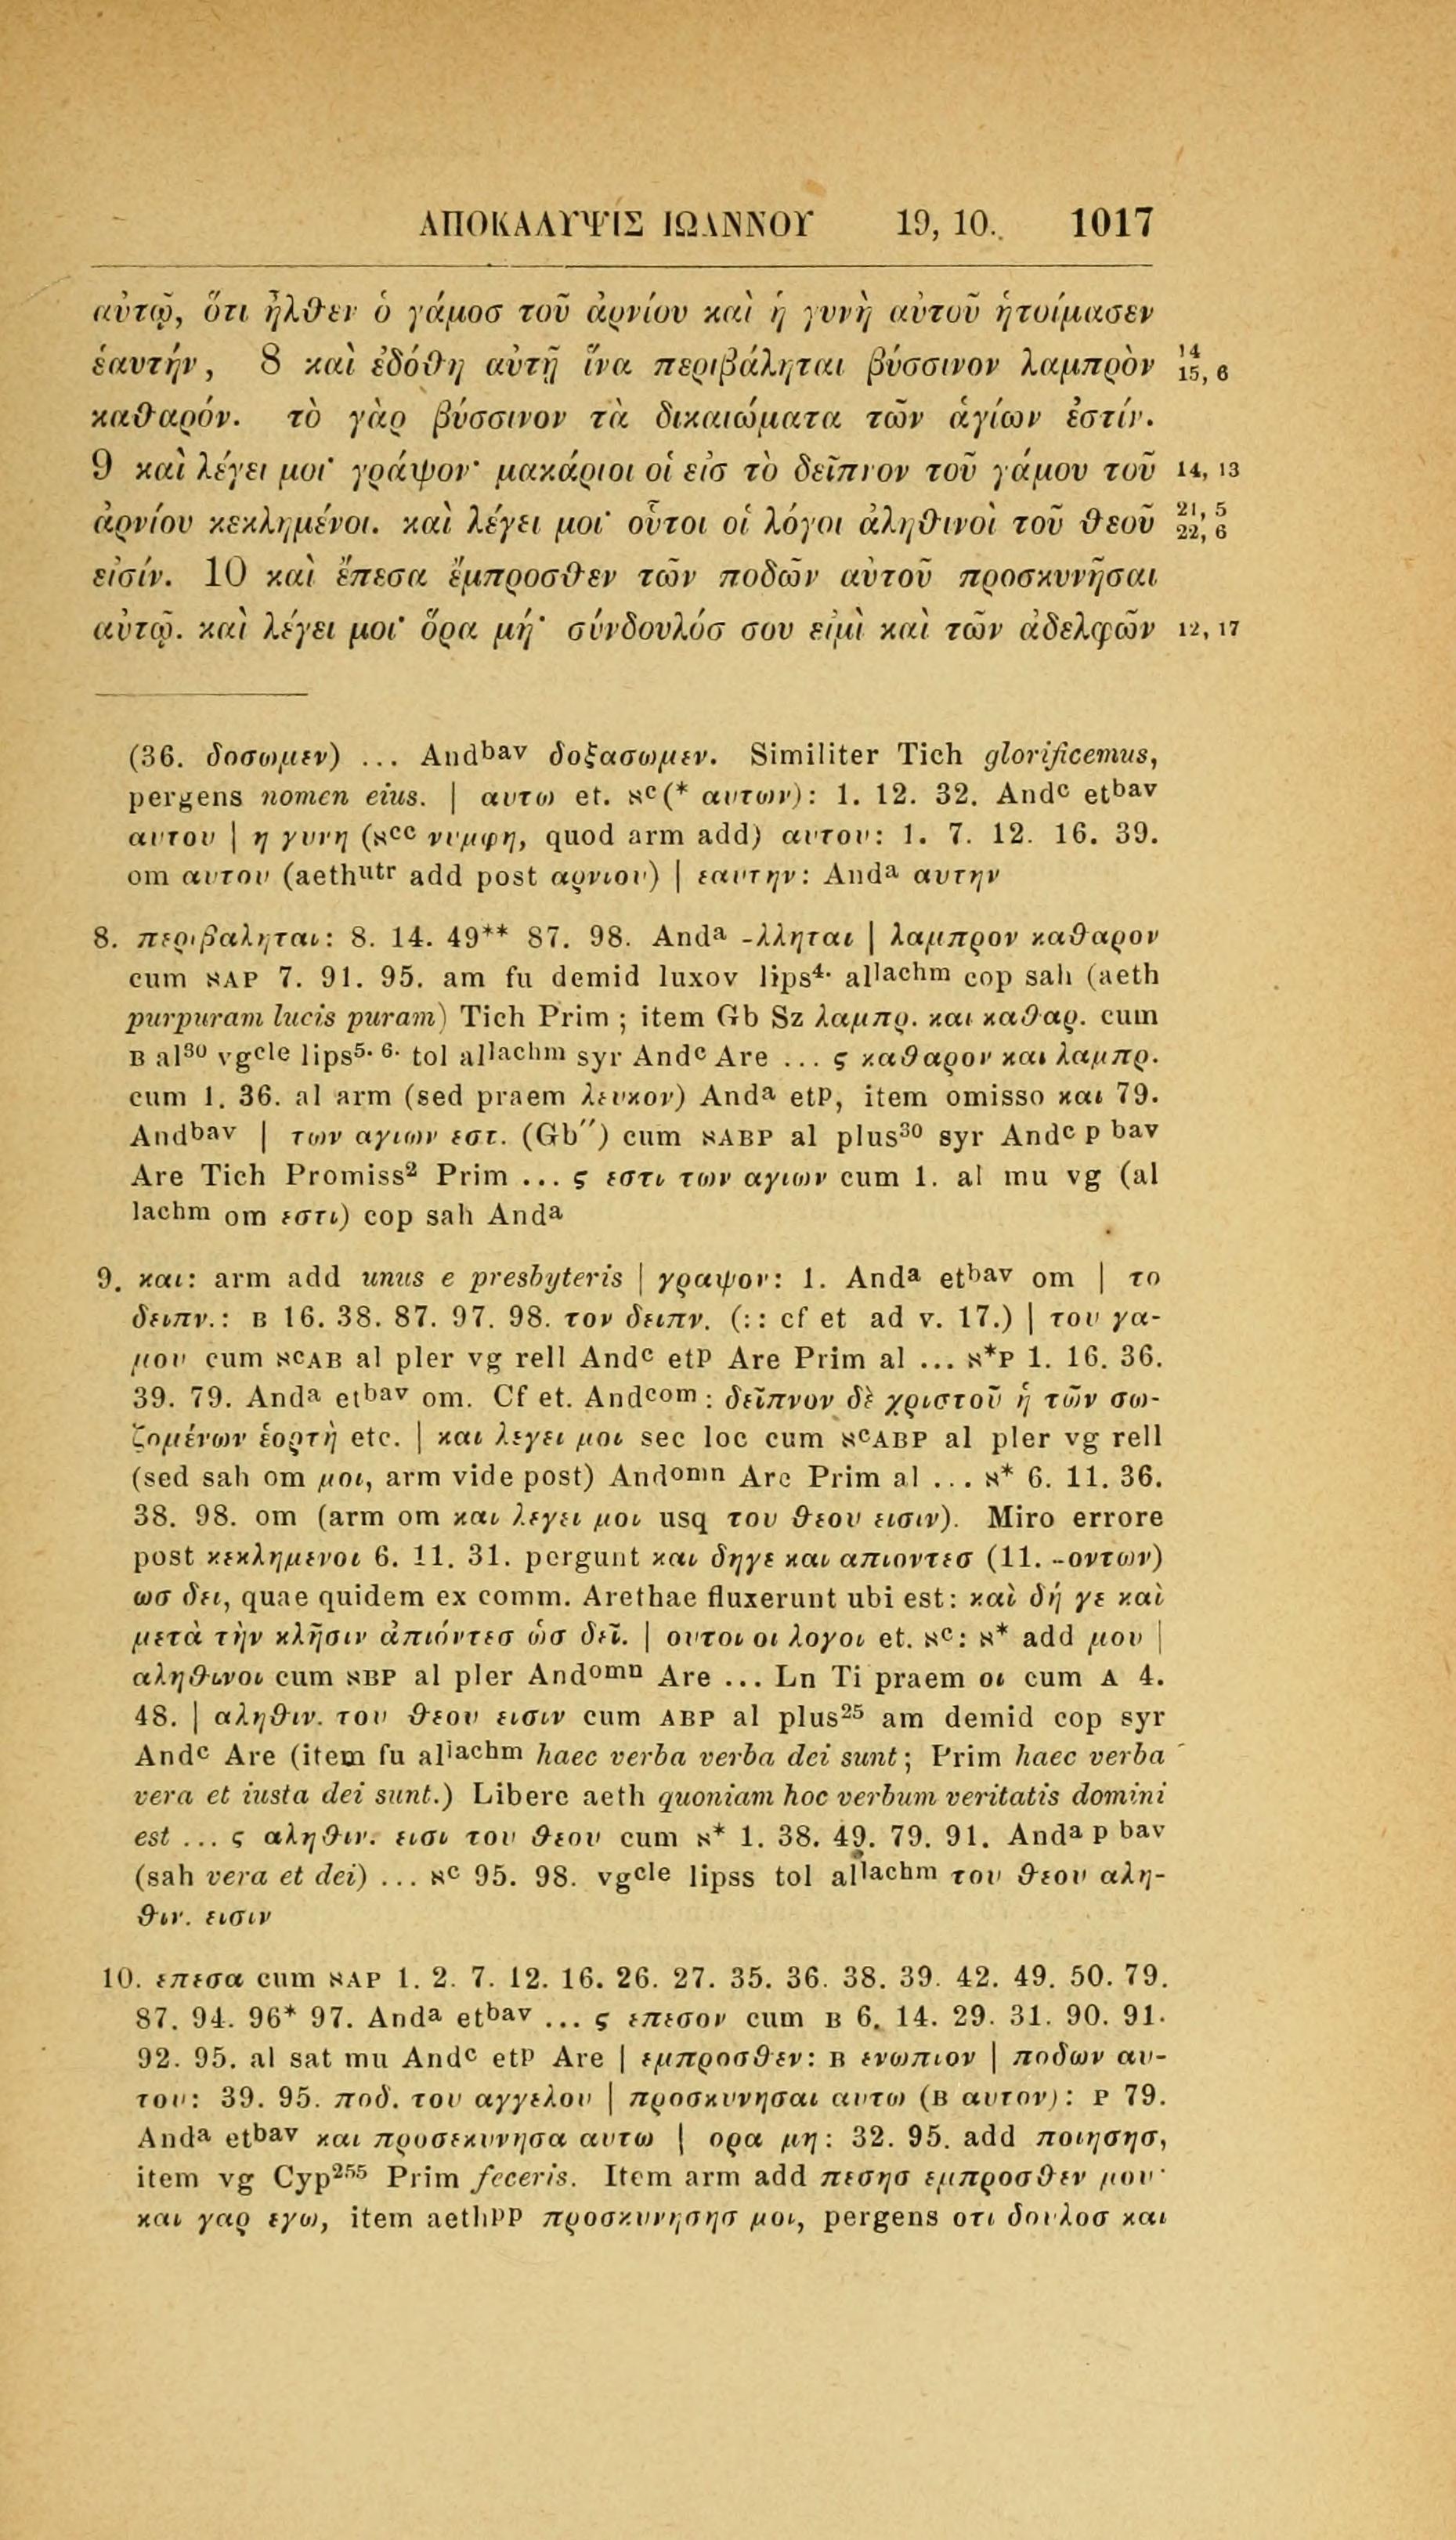 ΑΠΟΚΑΛΥΨΙΣ ΙΩΑΝΝΟΥ 19, 10. 1017
αὐτῷ, ὅτι ἦλθεν ὁ γάμοσ τοῦ ἀρνίου καὶ ἡ γυνὴ αὐτοῦ ἡτοίμασεν
ἑαυτήν, 8 καὶ ἐδόθη αὐτῇ ἵνα περιβάληται βύσσινον λαμπρὸν 14 15, 6
καθαρόν. τὸ γὰρ βύσσινον τὰ δικαιώματα τῶν ἁγίων ἐστίν.
9 καὶ λέγει μοι· γράψον· μακάριοι οἱ εἰσ τὸ δεῖπνον τοῦ γάμου τοῦ 14, 13
ἀρνίου κεκλημένοι. καὶ λέγει μοι· οὗτοι οἱ λόγοι ἀληθινοὶ τοῦ θεοῦ 21, 5 22, 6
εἰσίν. 10 καὶ ἔπεσα ἔμπροσθεν τῶν ποδῶν αὐτοῦ προσκυνῆσαι
αὐτῷ. καὶ λέγει μοι· ὅρα μή· σύνδουλόσ σου εἰμὶ καὶ τῶν ἀδελφῶν 12, 17
(36. δοσωμεν) ... Andᵇᵃᵛ δοξασωμεν. Similiter Tich glorificemus,
pergens nomen eius. | αυτω et. ℵᶜ(* αυτων): 1. 12. 32. Andᶜ etᵇᵃᵛ
αυτου | η γυνη (ℵᶜᶜ νυμφη, quod arm add) αυτου: 1. 7. 12. 16. 39.
om αυτου (aethᵘᵗʳ add post αρνιου) | εαυτην: Andᵃ αυτην
8. περιβαληται: 8. 14. 49** 87. 98. Andᵃ -λληται | λαμπρον καθαρον
cum ℵAP 7. 91. 95. am fu demid luxov lips⁴· alˡᵃᶜʰᵐ cop sah (aeth
purpuram lucis puram) Tich Prim; item Gb Sz λαμπρ. και καθαρ. cum
B al³⁰ vgᶜˡᵉ lips⁵· ⁶· tol alˡᵃᶜʰᵐ syr Andᶜ Are ... ς καθαρον και λαμπρ.
cum 1. 36. al arm (sed praem λευκον) Andᵃ etᵖ, item omisso και 79.
Andᵇᵃᵛ | των αγιων εστ. (Gb″) cum ℵABP al plus³⁰ syr Andᶜ ᵖ ᵇᵃᵛ
Are Tich Promiss² Prim ... ς εστι των αγιων cum 1. al mu vg (al
lachm om εστι) cop sah Andᵃ
9. και: arm add unus e presbyteris | γραψον: 1. Andᵃ etᵇᵃᵛ om | το
δειπν.: B 16. 38. 87. 97. 98. τον δειπν. (:: cf et ad v. 17.) | του γα-
μου cum ℵᶜAB al pler vg rell Andᶜ etᵖ Are Prim al ... ℵ*P 1. 16. 36.
39. 79. Andᵃ etᵇᵃᵛ om. Cf et. Andᶜᵒᵐ: δεῖπνον δὲ χριστοῦ ἡ τῶν σω-
ζομένων ἑορτὴ etc. | και λεγει μοι sec loc cum ℵᶜABP al pler vg rell
(sed sah om μοι, arm vide post) Andᵒᵐⁿ Are Prim al ... ℵ* 6. 11. 36.
38. 98. om (arm om και λεγει μοι usq του θεου εισιν). Miro errore
post κεκλημενοι 6. 11. 31. pergunt και δηγε και απιοντεσ (11. -οντων)
ωσ δει, quae quidem ex comm. Arethae fluxerunt ubi est: καὶ δή γε καὶ
μετὰ τὴν κλῆσιν ἀπιόντεσ ὡσ δεῖ. | ουτοι οι λογοι et. ℵᶜ: ℵ* add μου |
αληθινοι cum ℵBP al pler Andᵒᵐⁿ Are ... Ln Ti praem οι cum A 4.
48. | αληθιν. του θεου εισιν cum ABP al plus²⁵ am demid cop syr
Andᶜ Are (item fu alˡᵃᶜʰᵐ haec verba verba dei sunt; Prim haec verba
vera et iusta dei sunt.) Libere aeth quoniam hoc verbum veritatis domini
est ... ς αληθιν. εισι του θεου cum ℵ* 1. 38. 49. 79. 91. Andᵃ ᵖ ᵇᵃᵛ
(sah vera et dei) ... ℵᶜ 95. 98. vgᶜˡᵉ lipss tol alˡᵃᶜʰᵐ του θεου αλη-
θιν. εισιν
10. επεσα cum ℵAP 1. 2. 7. 12. 16. 26. 27. 35. 36. 38. 39. 42. 49. 50. 79.
87. 94. 96* 97. Andᵃ etᵇᵃᵛ ... ς επεσον cum B 6. 14. 29. 31. 90. 91.
92. 95. al sat mu Andᶜ etᵖ Are | εμπροσθεν: B ενωπιον | ποδων αυ-
του: 39. 95. ποδ. του αγγελου | προσκυνησαι αυτω (B αυτον): P 79.
Andᵃ etᵇᵃᵛ και προσεκυνησα αυτω | ορα μη: 32. 95. add ποιησησ,
item vg Cyp²⁵⁵ Prim feceris. Item arm add πεσησ εμπροσθεν μου·
και γαρ εγω, item aethᵖᵖ προσκυνησησ μοι, pergens οτι δουλοσ και